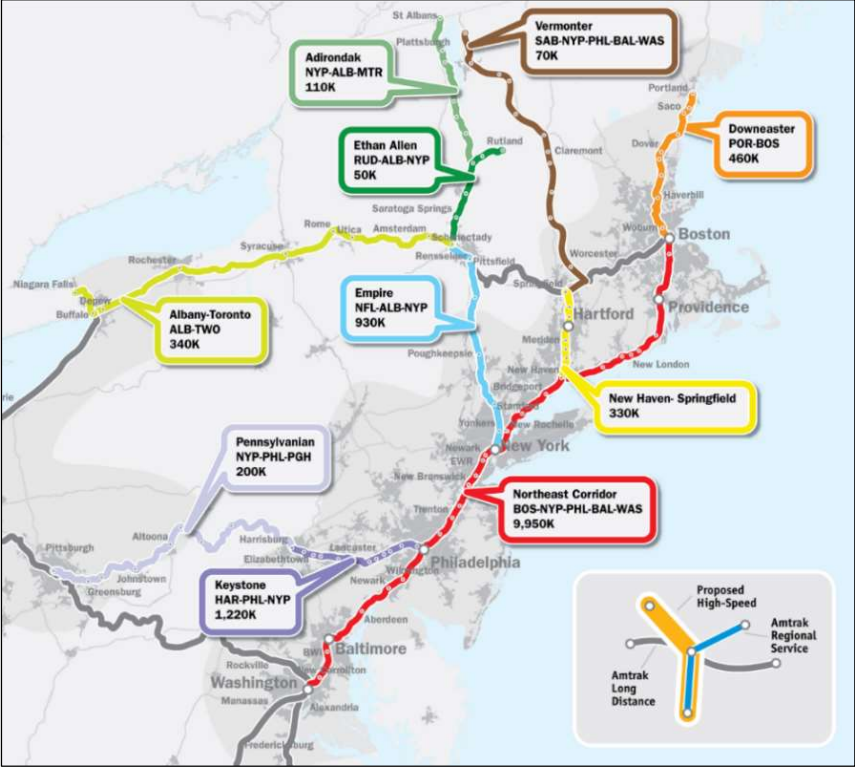 St Albans
Plattsburgh
Vermonter
SAB-NYP-PHL-BAL-WAS
70K
Adirondak
NYP-ALB-MTR
110K
Portland
Saco
Downeaster
POR-BOS
460K
Ethan Allen
RUD-ALB-NYP
50K
Rutland
Claremont
Dover
Haverhill
Saratoga Springs
Rome
Utica
Amsterdam
Schenectady
Woburn
Boston
Syracuse
Rensselaer
Pittsfield
Worcester
Rochester
Springfield
Niagara Falls
Depew
Buffalo
Albany-Toronto
ALB-TWO
340K
Empire
NFL-ALB-NYP
930K
Hartford
Providence
Meriden
Poughkeepsie
New Haven
New London
Bridgeport
erie
Stamford
New Haven- Springfield
330K
Yonkers
New Rochelle
Pennsylvanian
NYP-PHL-PGH
200K
Newark
New York
EWR
New Brunswick
Northeast Corridor
BOS-NYP-PHL-BAL-WAS
9,950K
Trenton
Altoona
Harrisburg
Pittsburgh
Lancaster
Elizabethtown
Philadelphia
Wilmington
Johnstown
Newark
Greensburg
Keystone
HAR-PHL-NYP
1,220K
Aberdeen
Baltimore
BWI
Rockville
New Carrollton
Washington
Manassas
Alexandria
Fredericksburg
Proposed
High-Speed
Amtrak
Regional
Service
Amtrak
Long
Distance